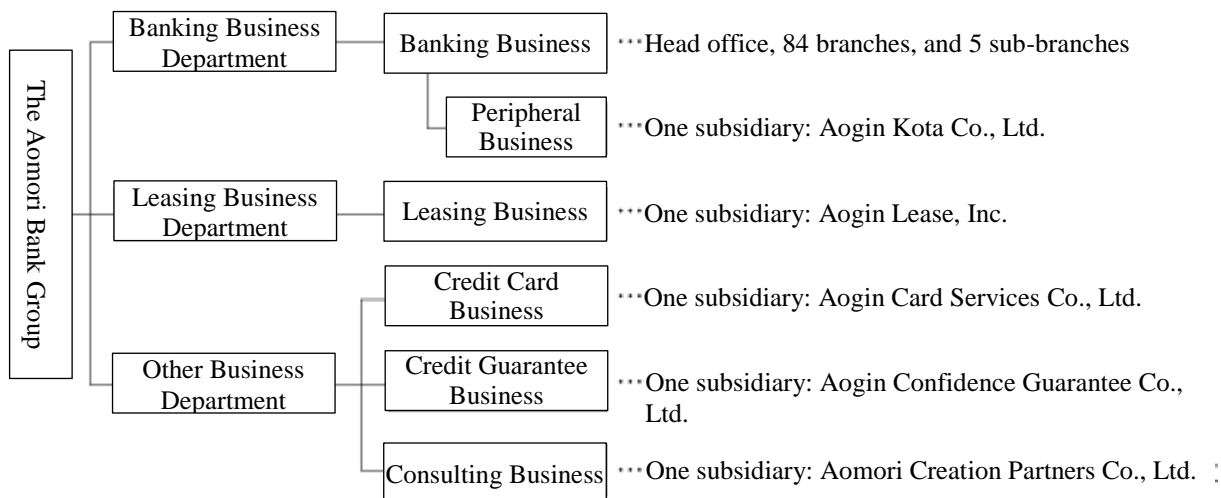 The Aomori Bank Group
Banking Business
Department
Banking Business
···Head office, 84 branches, and 5 sub-branches
Peripheral
Business
···One subsidiary: Aogin Kota Co., Ltd.
Leasing Business
Department
Leasing Business
···One subsidiary: Aogin Lease, Inc.
Other Business
Department
Credit Card
Business
···One subsidiary: Aogin Card Services Co., Ltd.
Credit Guarantee
Business
···One subsidiary: Aogin Confidence Guarantee Co.,
Ltd.
Consulting Business
···One subsidiary: Aomori Creation Partners Co., Ltd.